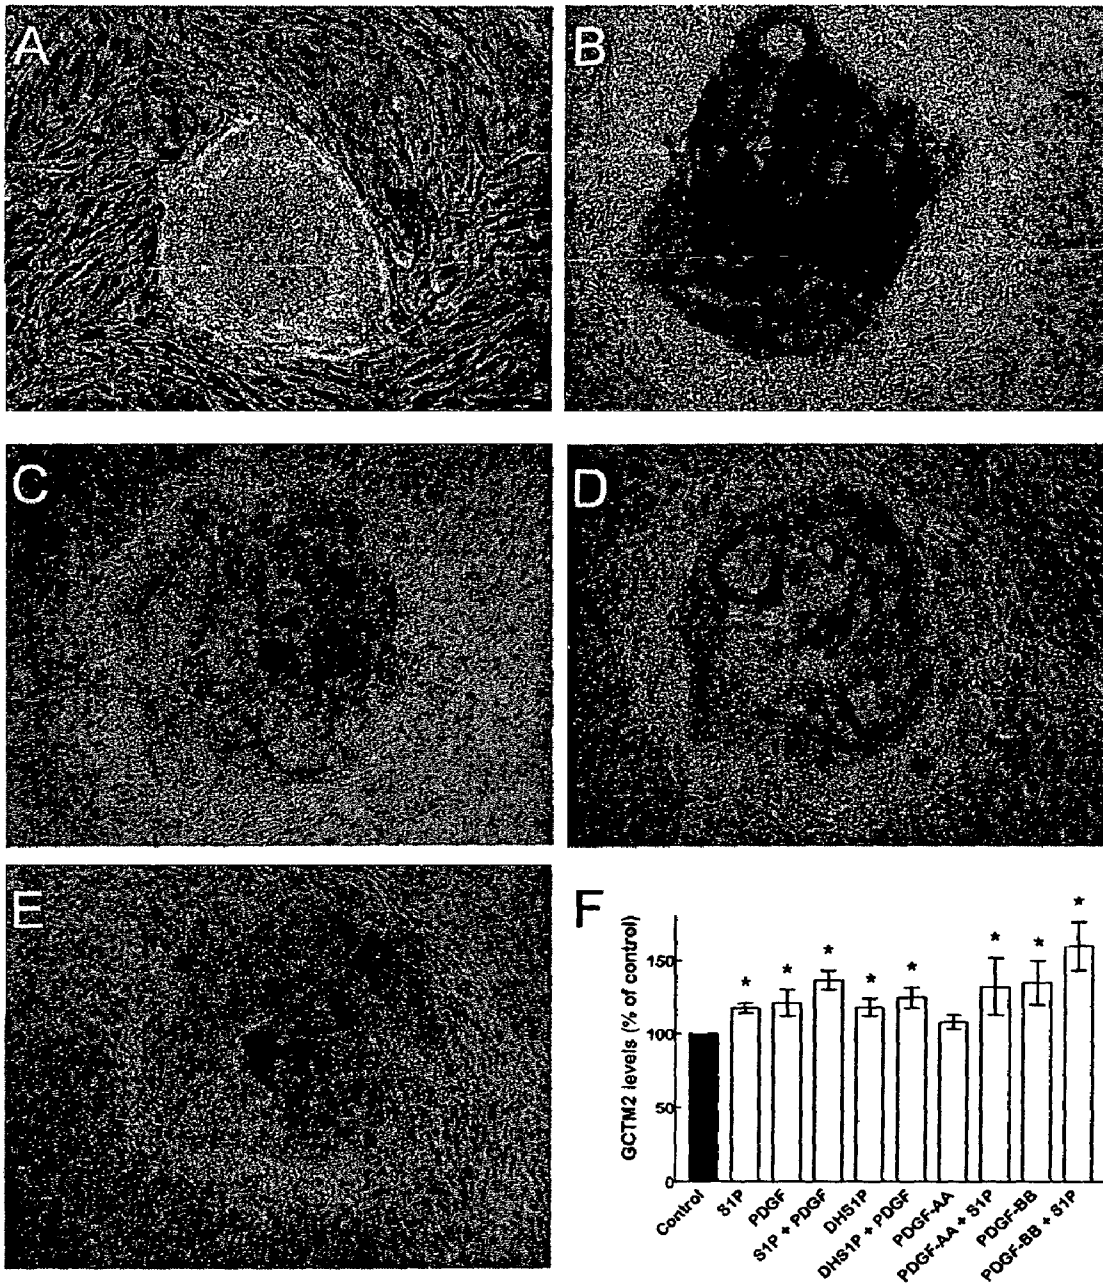 A
B
C
D
E
F
GCTM2 levels (% of control)
150
100
50
0
* * * * * * * *
Control
S1P
PDGF
S1P + PDGF
DHS1P
DHS1P + PDGF
PDGF-AA
PDGF-AA + S1P
PDGF-BB
PDGF-BB + S1P